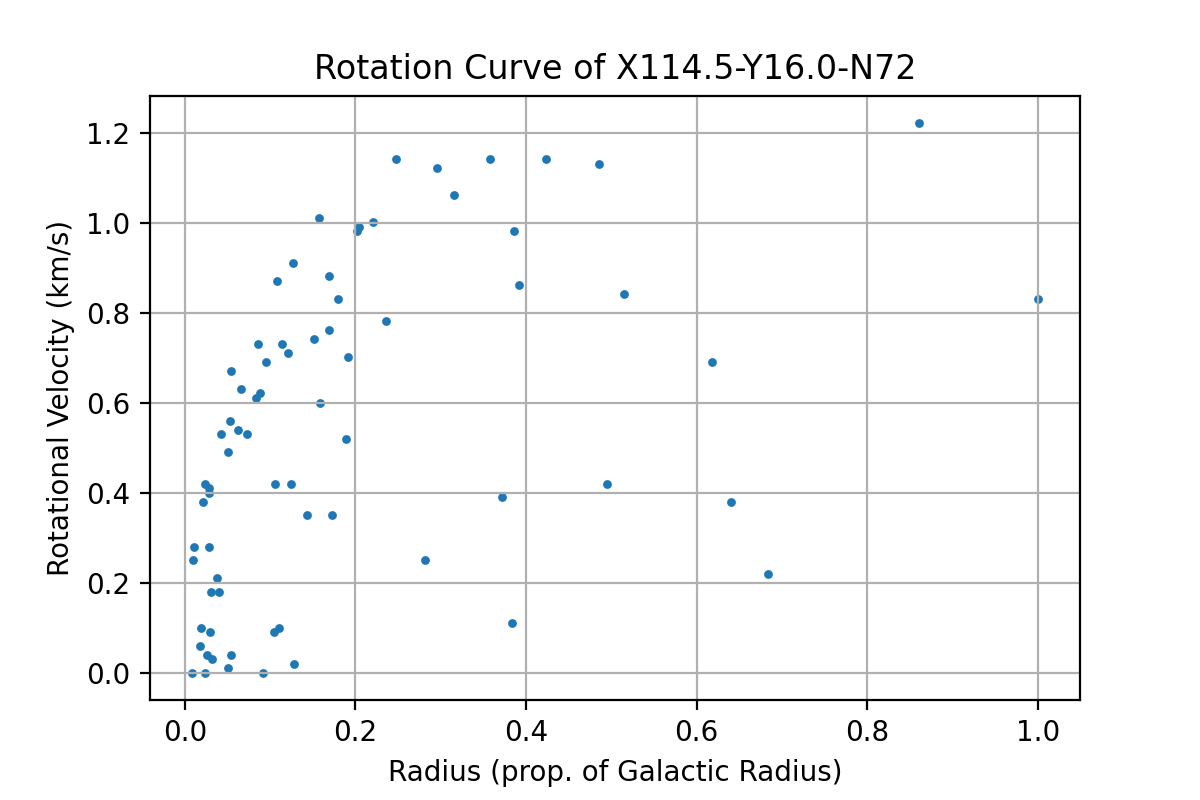 Rotation Curve of X114.5-Y16.0-N72
1.2
1.0
0.8
0.6
0.4
0.2
0.0
Rotational Velocity (km/s)
0.0 0.2 0.4 0.6 0.8 1.0
Radius (prop. of Galactic Radius)